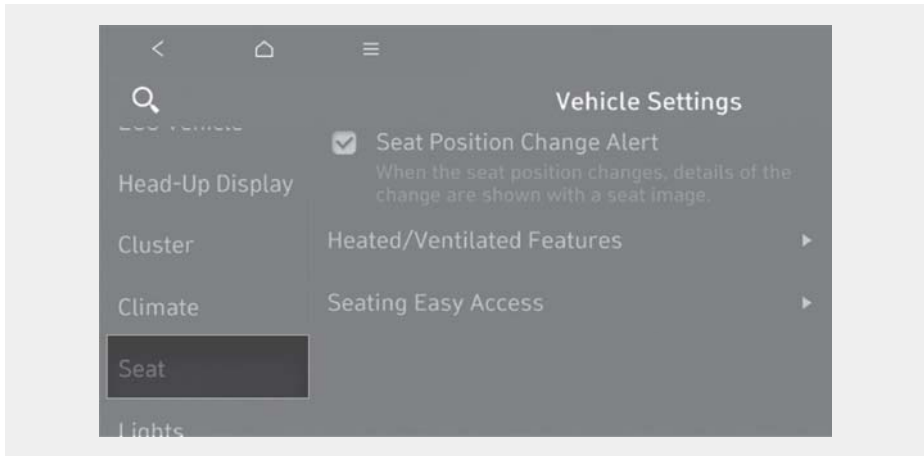 Vehicle Settings
Head-Up Display
Cluster
Climate
Seat
Lights
Seat Position Change Alert
When the seat position changes, details of the
change are shown with a seat image.
Heated/Ventilated Features
Seating Easy Access